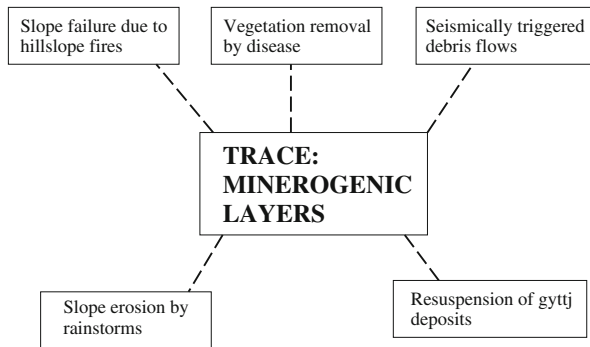 Slope failure due to
hillslope fires
Vegetation removal
by disease
Seismically triggered
debris flows
TRACE:
MINEROGENIC
LAYERS
Slope erosion by
rainstorms
Resuspension of gyttj
deposits